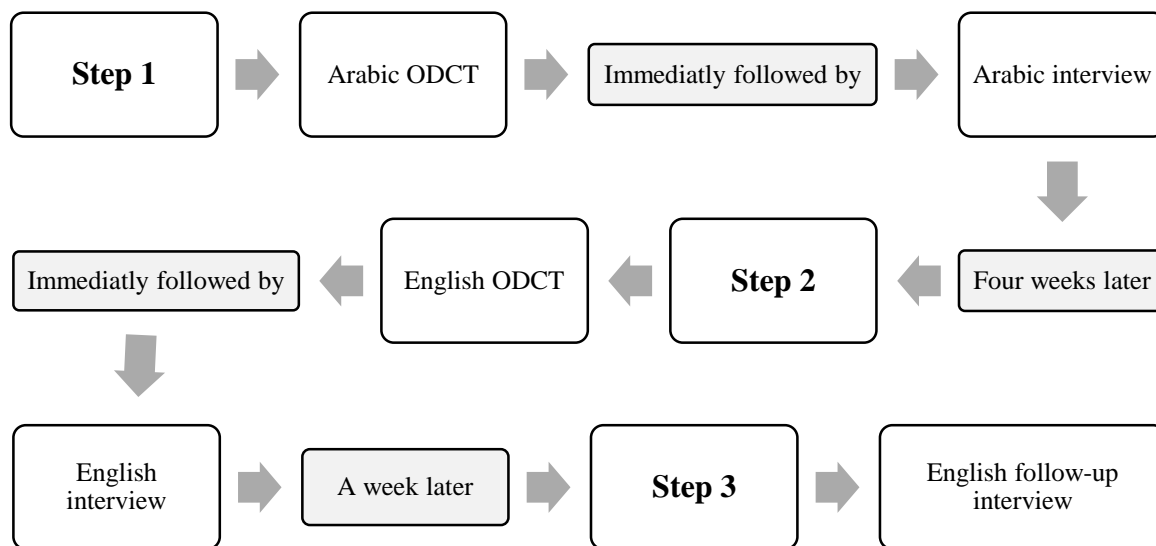 Step 1
Arabic ODCT
Immediatly followed by
Arabic interview
Four weeks later
Step 2
English ODCT
Immediatly followed by
English
interview
A week later
Step 3
English follow-up
interview